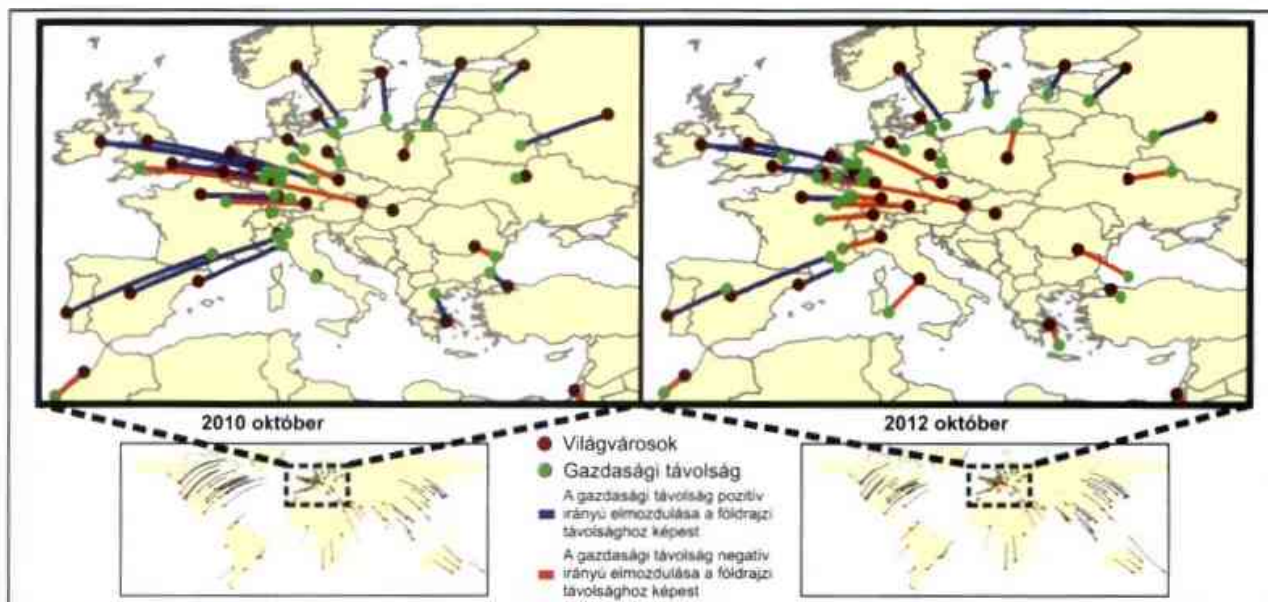 2010 október
2012 október
Világvárosok
Gazdasági távolság
A gazdasági távolság pozitív
irányú elmozdulása a földrajzi
távolsághoz képest
A gazdasági távolság negatív
irányú elmozdulása a földrajzi
távolsághoz képest